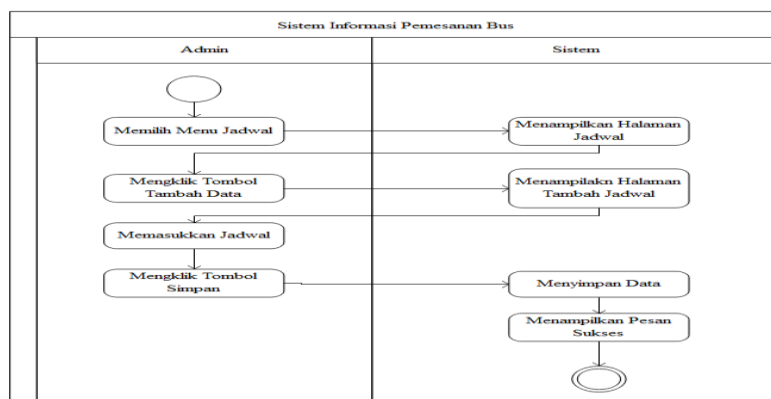 Sistem Informasi Pemesanan Bus
Admin
Sistem
Memilih Menu Jadwal
Menampilkan Halaman
Jadwal
Mengklik Tombol
Tambah Data
Menampilakn Halaman
Tambah Jadwal
Memasukkan Jadwal
Mengklik Tombol
Simpan
Menyimpan Data
Menampilkan Pesan
Sukses